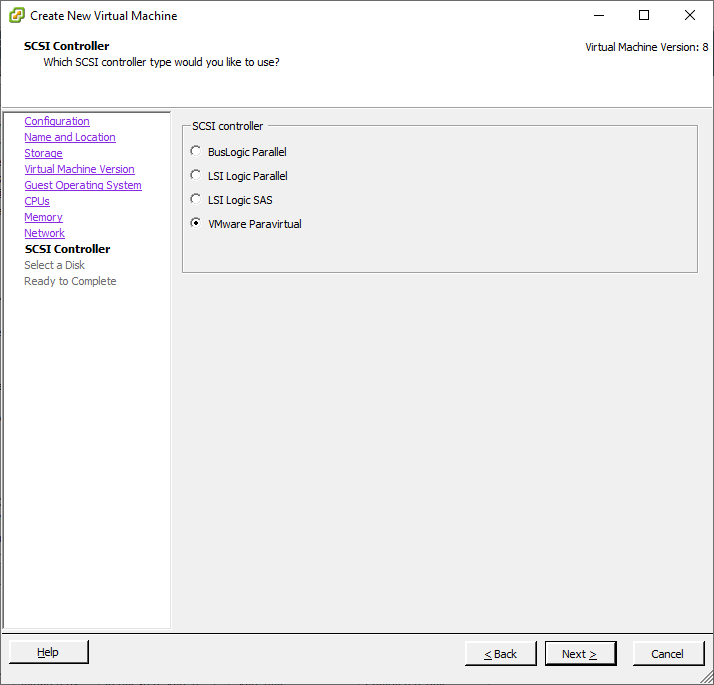 Create New Virtual Machine
SCSI Controller
Which SCSI controller type would you like to use?
Virtual Machine Version: 8
Configuration
Name and Location
Storage
Virtual Machine Version
Guest Operating System
CPUs
Memory
Network
SCSI Controller
Select a Disk
Ready to Complete
SCSI controller
BusLogic Parallel
LSI Logic Parallel
LSI Logic SAS
VMware Paravirtual
Help
< Back
Next >
Cancel